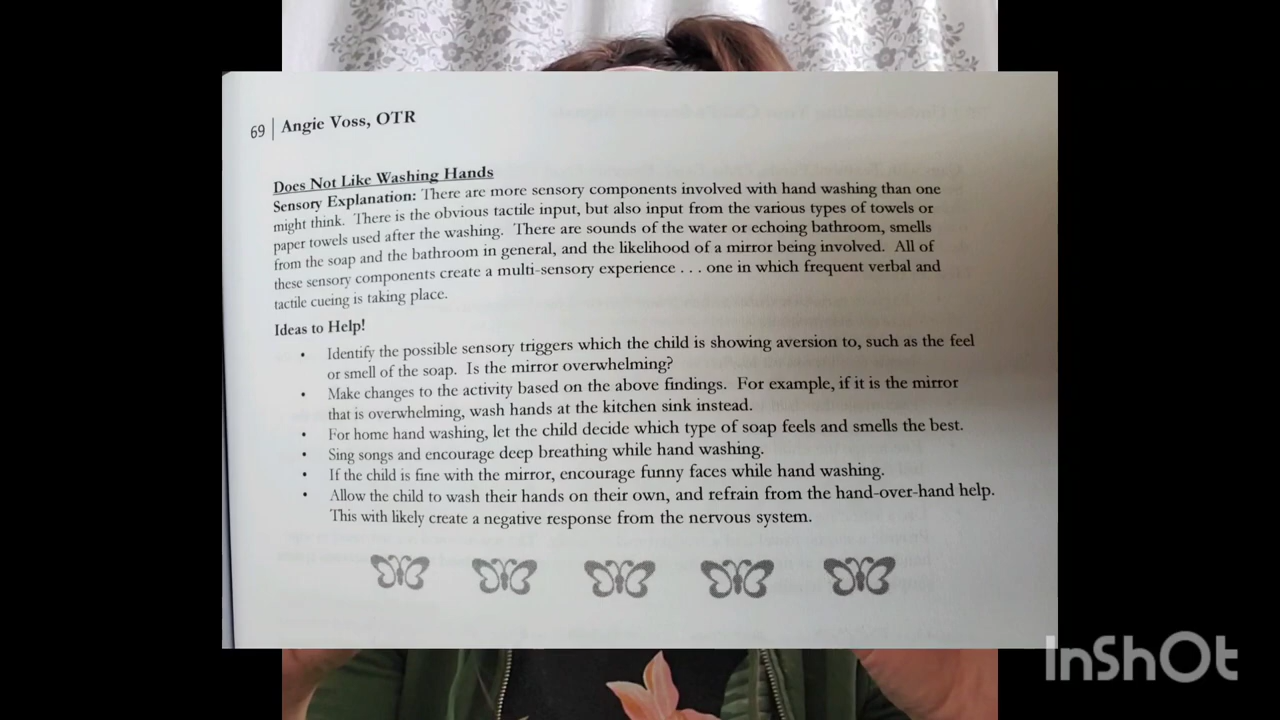 69 | Angie Voss, OTR
Does Not Like Washing Hands
Sensory Explanation: There are more sensory components involved with hand washing than one
might think. There is the obvious tactile input, but also input from the various types of towels or
paper towels used after the washing. There are sounds of the water or echoing bathroom, smells
from the soap and the bathroom in general, and the likelihood of a mirror being involved. All of
these sensory components create a multi-sensory experience . . . one in which frequent verbal and
tactile cueing is taking place.
Ideas to Help!
• Identify the possible sensory triggers which the child is showing aversion to, such as the feel
or smell of the soap. Is the mirror overwhelming?
• Make changes to the activity based on the above findings. For example, if it is the mirror
that is overwhelming, wash hands at the kitchen sink instead.
• For home hand washing, let the child decide which type of soap feels and smells the best.
• Sing songs and encourage deep breathing while hand washing.
• If the child is fine with the mirror, encourage funny faces while hand washing.
• Allow the child to wash their hands on their own, and refrain from the hand-over-hand help.
This with likely create a negative response from the nervous system.
InShOt